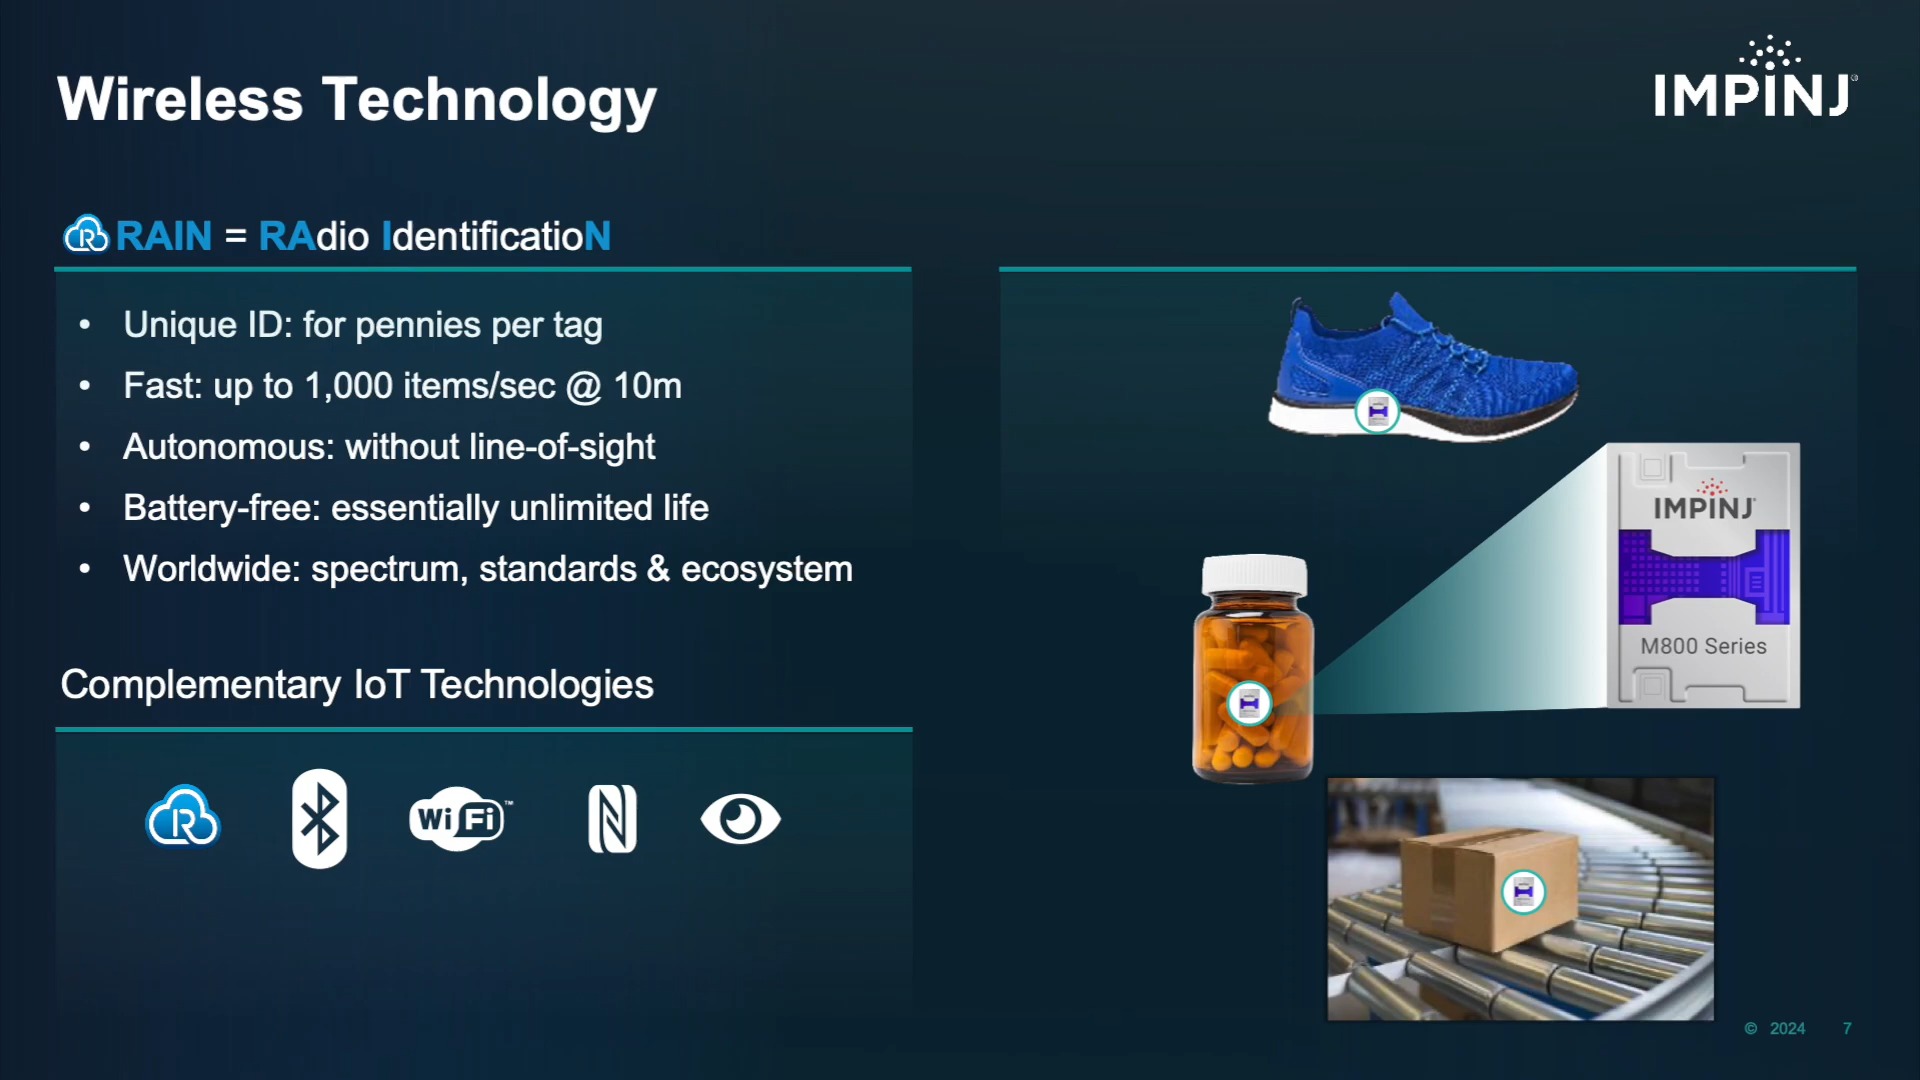 Wireless Technology
IMPINJ®
RAIN = RAdio IdentificatioN
• Unique ID: for pennies per tag
• Fast: up to 1,000 items/sec @ 10m
• Autonomous: without line-of-sight
• Battery-free: essentially unlimited life
• Worldwide: spectrum, standards & ecosystem
IMPINJ
M800 Series
Complementary IoT Technologies
R
Wi Fi™
© 2024 7